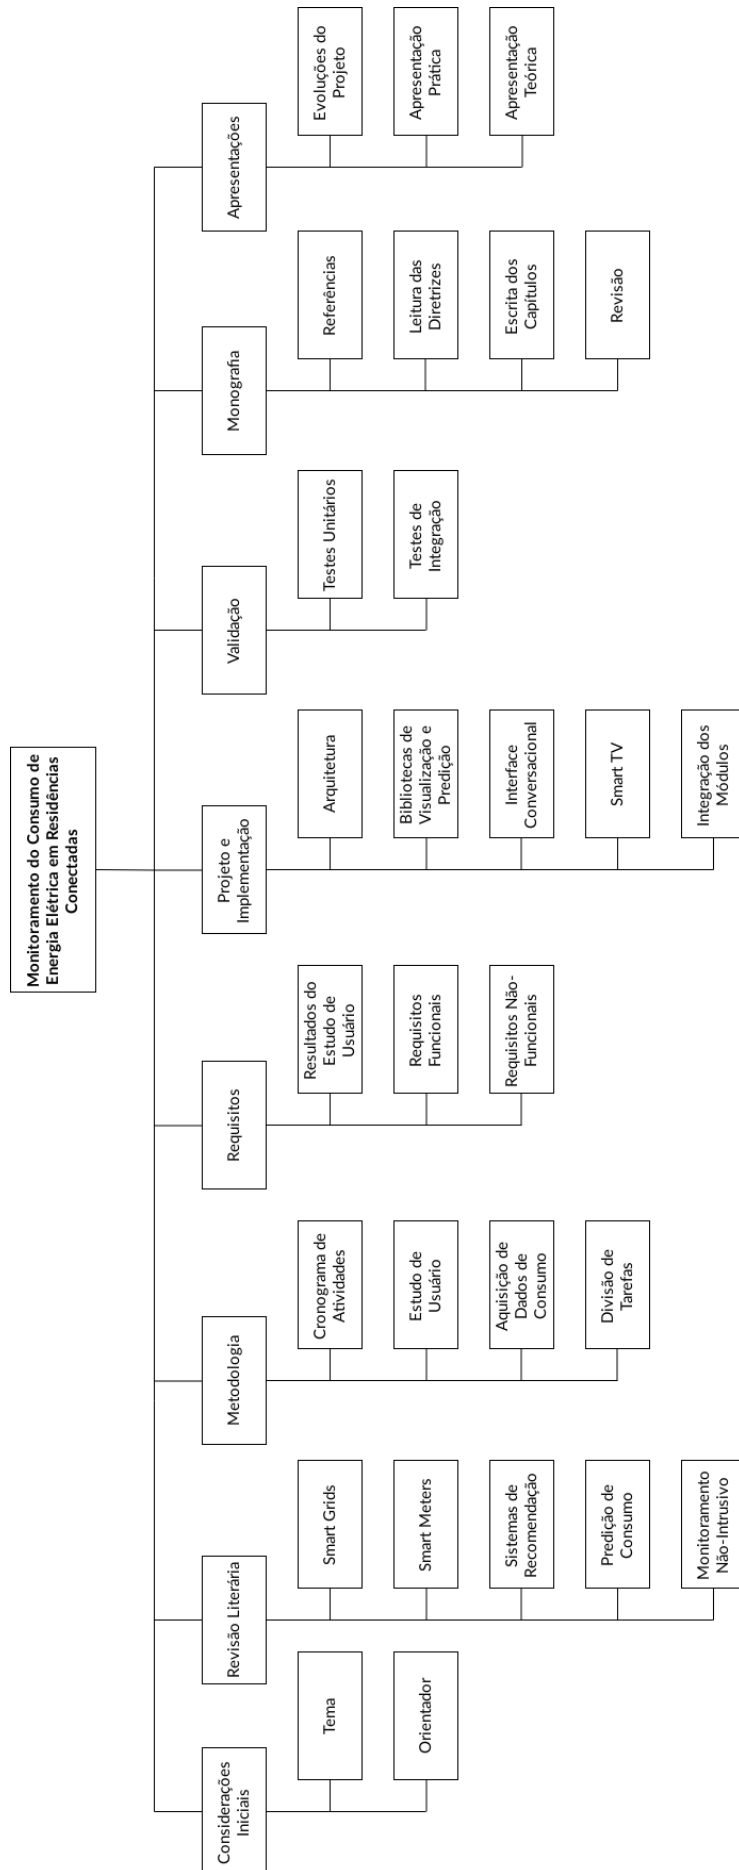 Monitoramento do Consumo de
Energia Elétrica em Residências
Conectadas
Considerações
Iniciais
Tema
Orientador
Revisão Literária
Smart Grids
Smart Meters
Sistemas de
Recomendação
Predição de
Consumo
Monitoramento
Não-Intrusivo
Metodologia
Cronograma de
Atividades
Estudo de
Usuário
Aquisição de
Dados de
Consumo
Divisão de
Tarefas
Requisitos
Resultados do
Estudo de
Usuário
Requisitos
Funcionais
Requisitos Não-
Funcionais
Projeto e
Implementação
Arquitetura
Bibliotecas de
Visualização e
Predição
Interface
Conversacional
Smart TV
Integração dos
Módulos
Validação
Testes Unitários
Testes de
Integração
Monografia
Referências
Leitura das
Diretrizes
Escrita dos
Capítulos
Revisão
Apresentações
Evoluções do
Projeto
Apresentação
Prática
Apresentação
Teórica